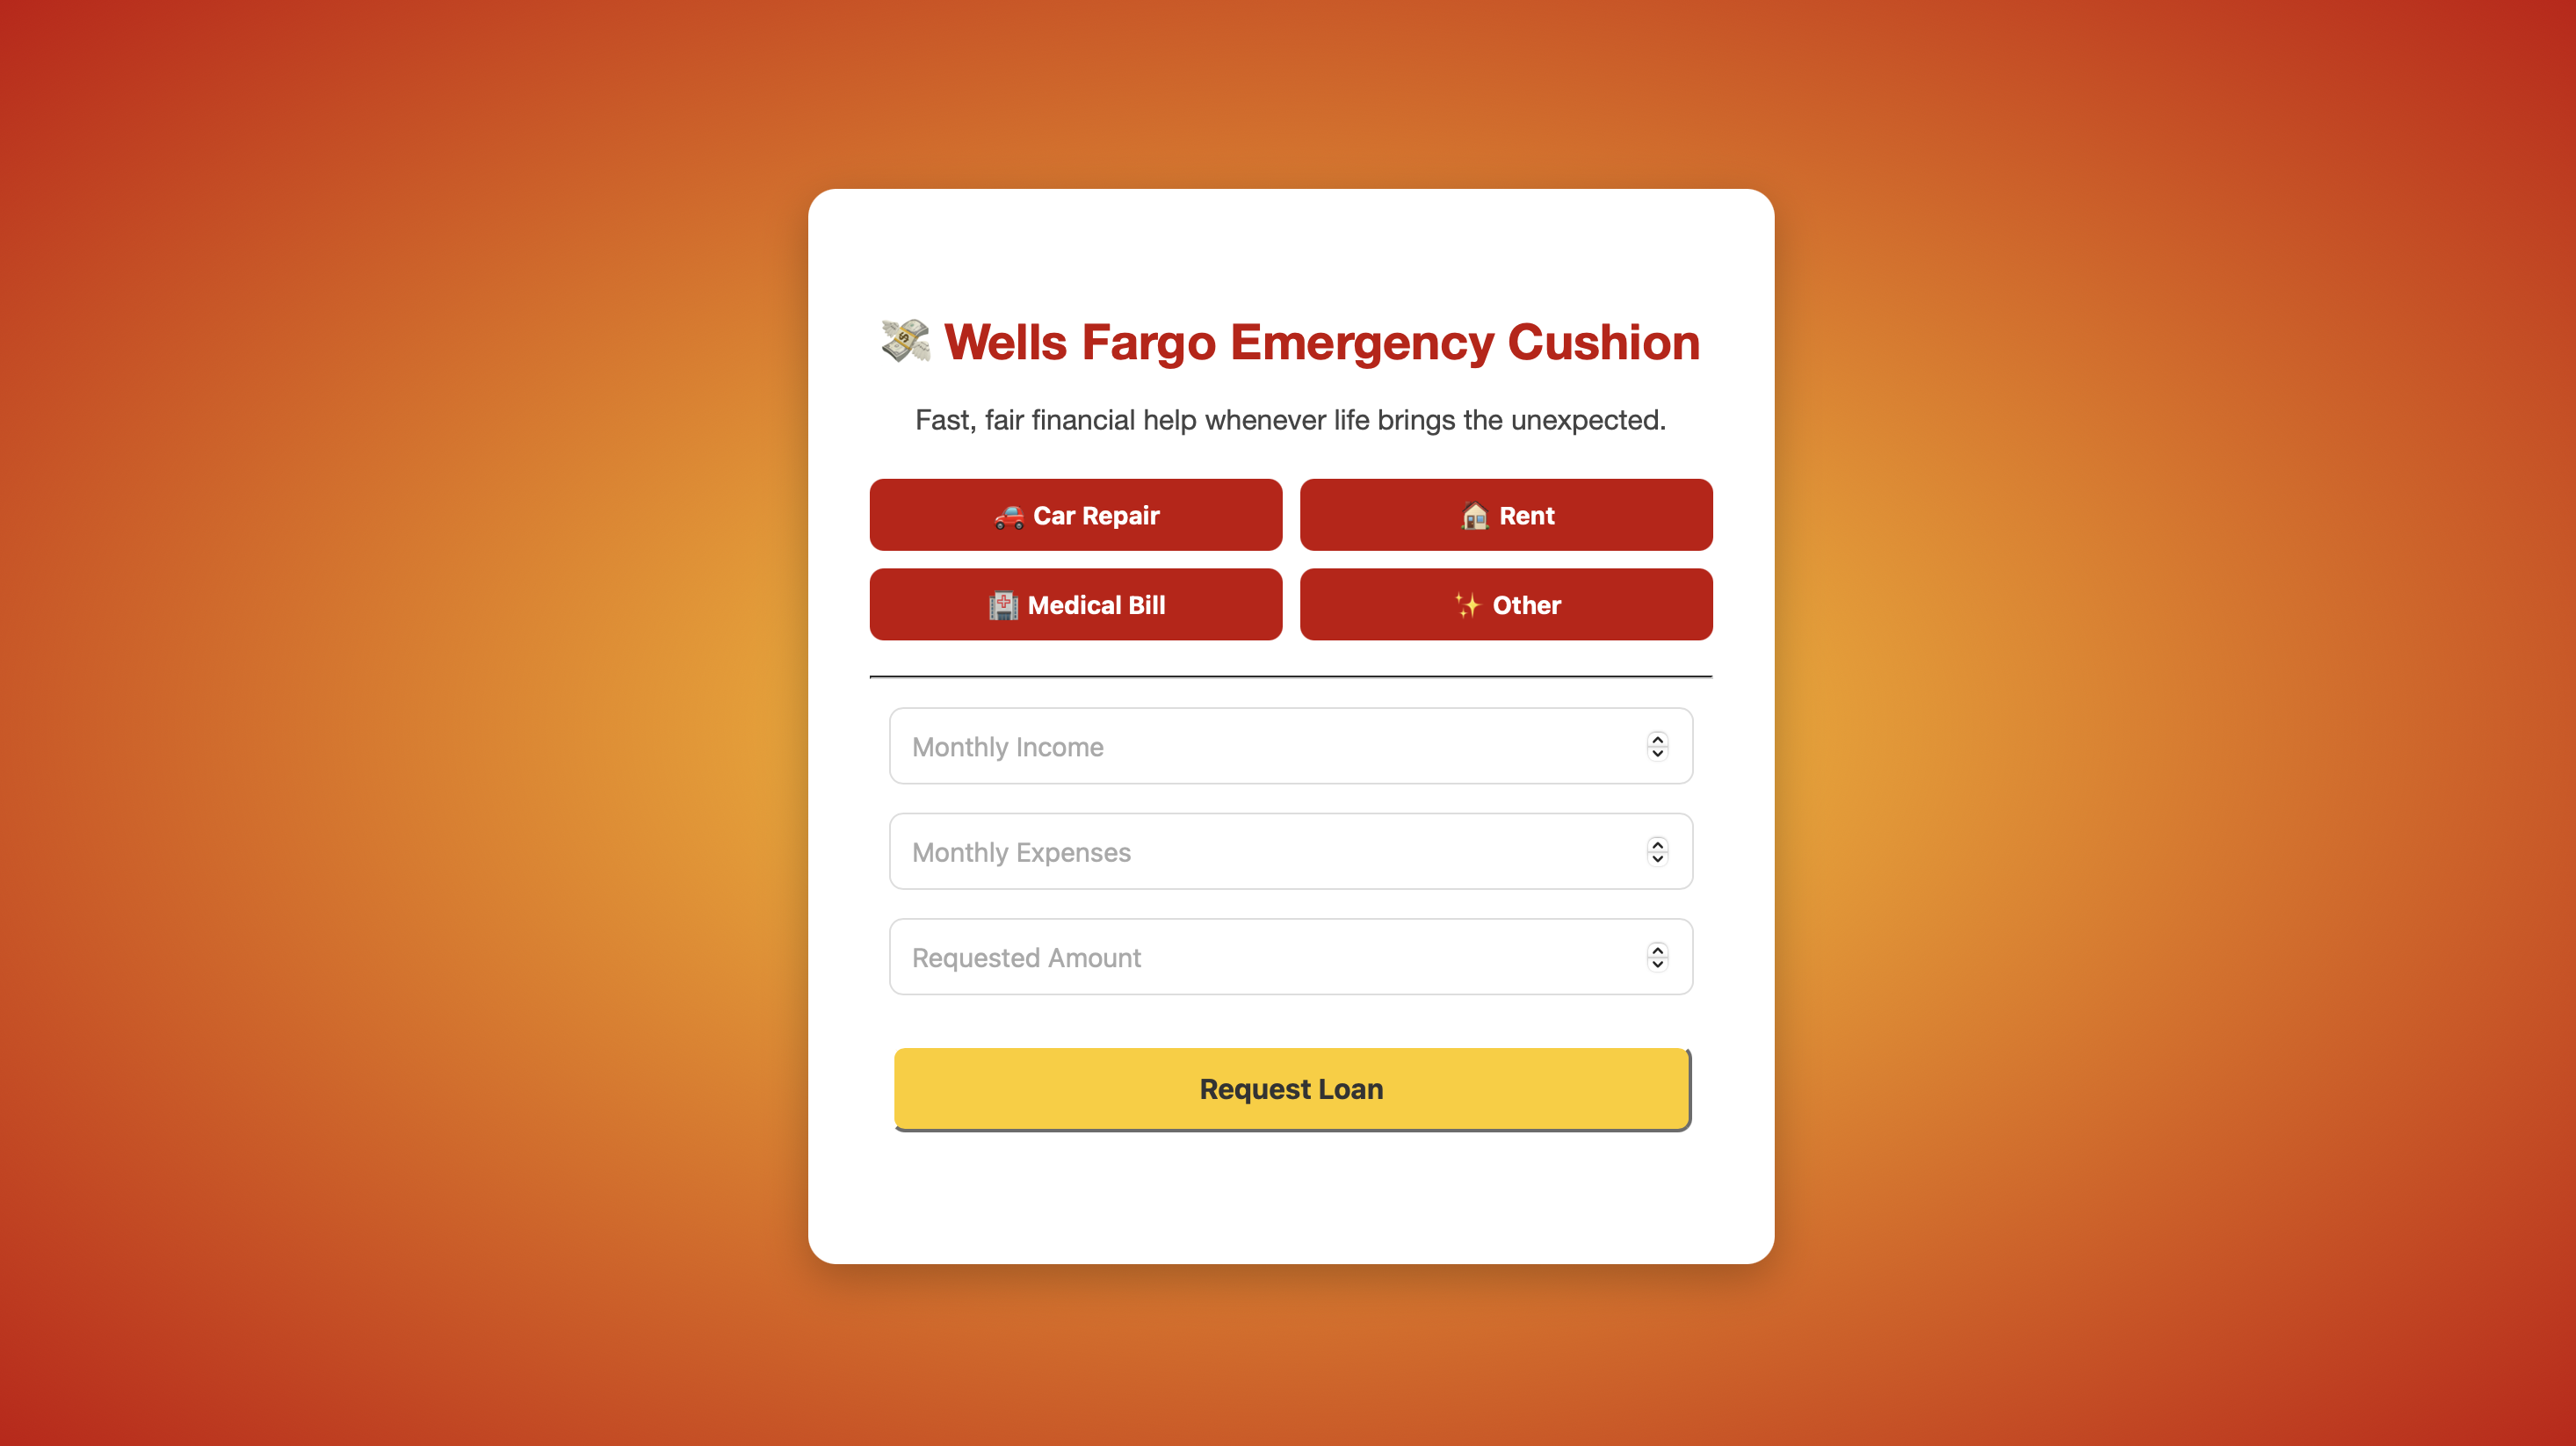 💸 Wells Fargo Emergency Cushion
Fast, fair financial help whenever life brings the unexpected.
🚗 Car Repair
🏠 Rent
🏥 Medical Bill
✨ Other
Monthly Income
Monthly Expenses
Requested Amount
Request Loan